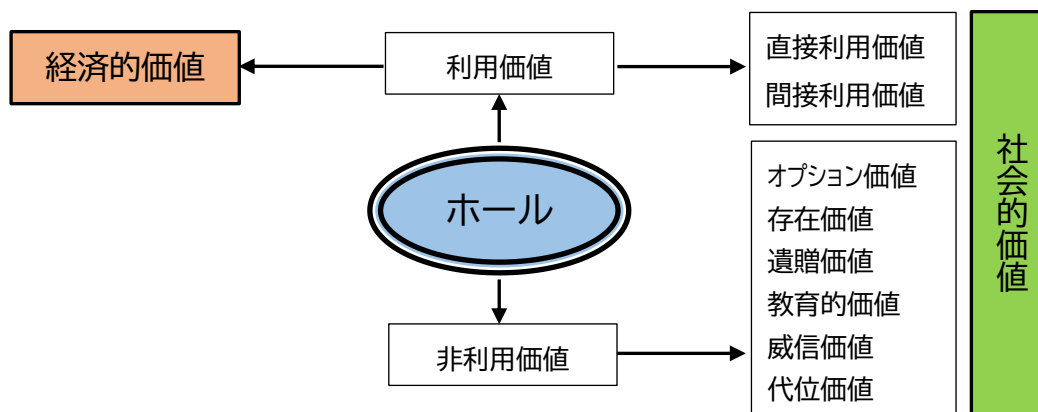 経済的価値
利用価値
直接利用価値
間接利用価値
ホール
オプション価値
存在価値
遺贈価値
教育的価値
威信価値
代位価値
非利用価値
社会的価値